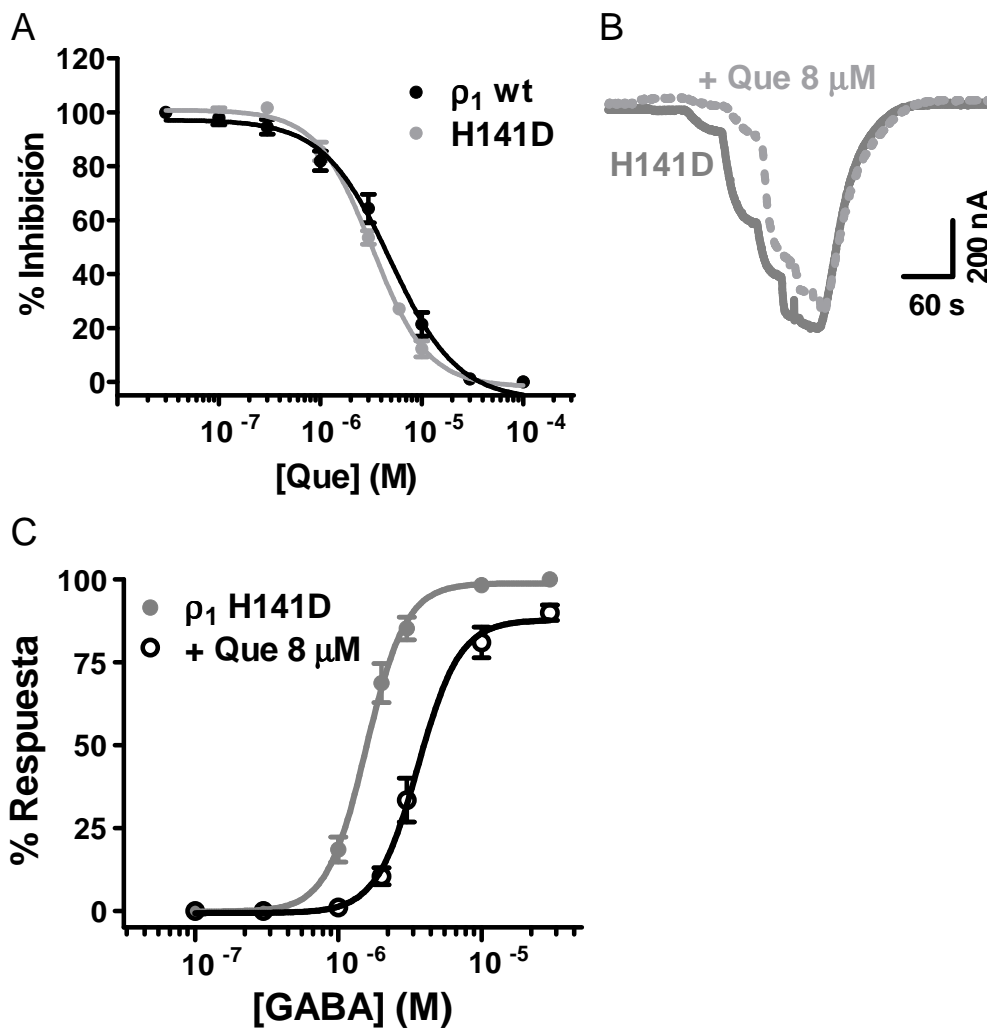 A
120
100
80
60
40
20
0
% Inhibición
ρ1 wt
H141D
10-7
10-6
10-5
10-4
[Que] (M)
B
+ Que 8 μM
H141D
200 nA
60 s
C
100
75
50
25
0
% Respuesta
ρ1 H141D
+ Que 8 μM
10-7
10-6
10-5
[GABA] (M)